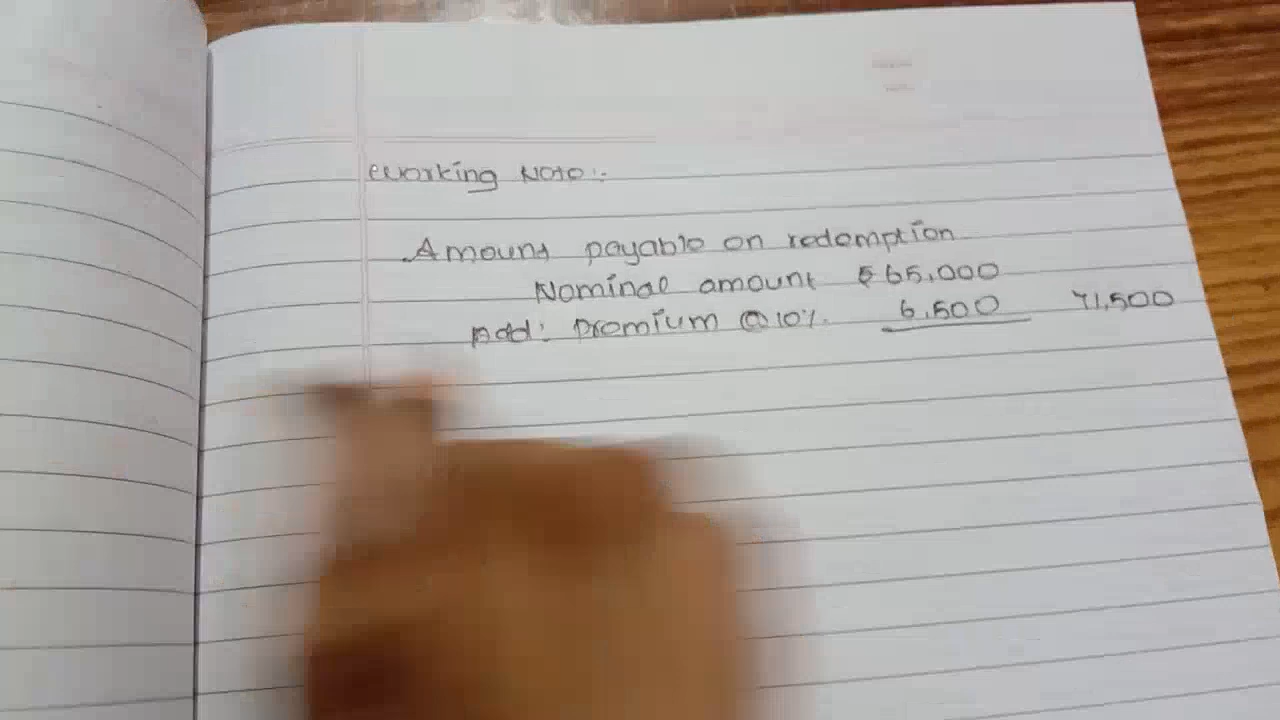 Working Note:-
Amount payable on redemption
Nominal amount ₹65,000
Add: Premium @10% 6,500 71,500